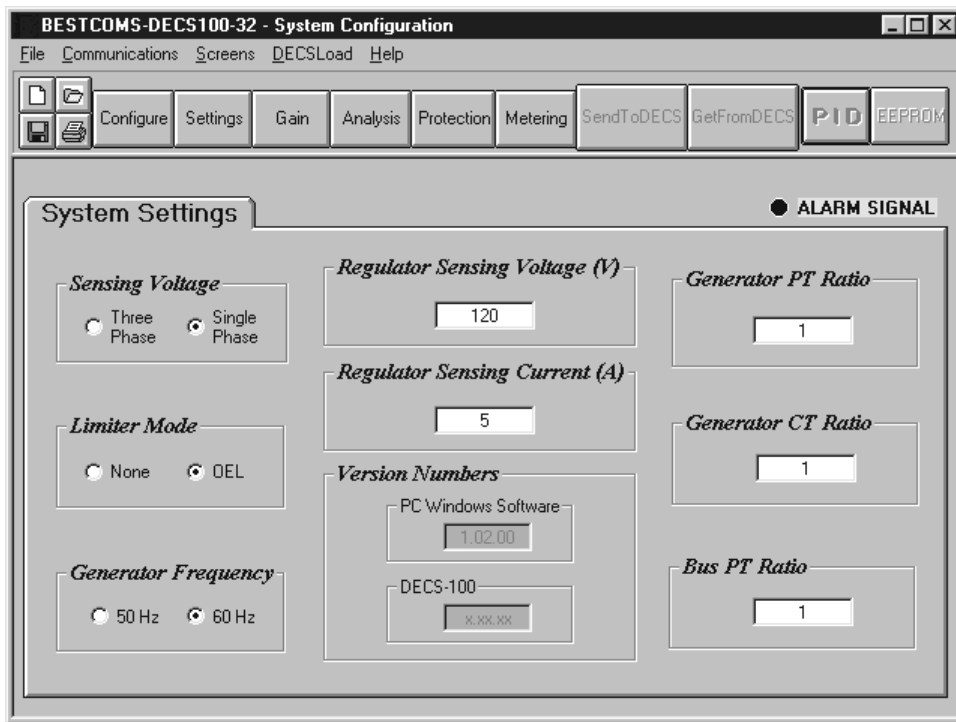 BESTCOMS-DECS100-32 - System Configuration
File Communications Screens DECSLoad Help
Configure Settings Gain Analysis Protection Metering SendToDECS GetFromDECS PID EEPROM
System Settings
ALARM SIGNAL
Sensing Voltage
Three Phase
Single Phase
Limiter Mode
None OEL
Generator Frequency
50 Hz 60 Hz
Regulator Sensing Voltage (V)
120
Regulator Sensing Current (A)
5
Version Numbers
PC Windows Software
1.02.00
DECS-100
x.xx.xx
Generator PT Ratio
1
Generator CT Ratio
1
Bus PT Ratio
1